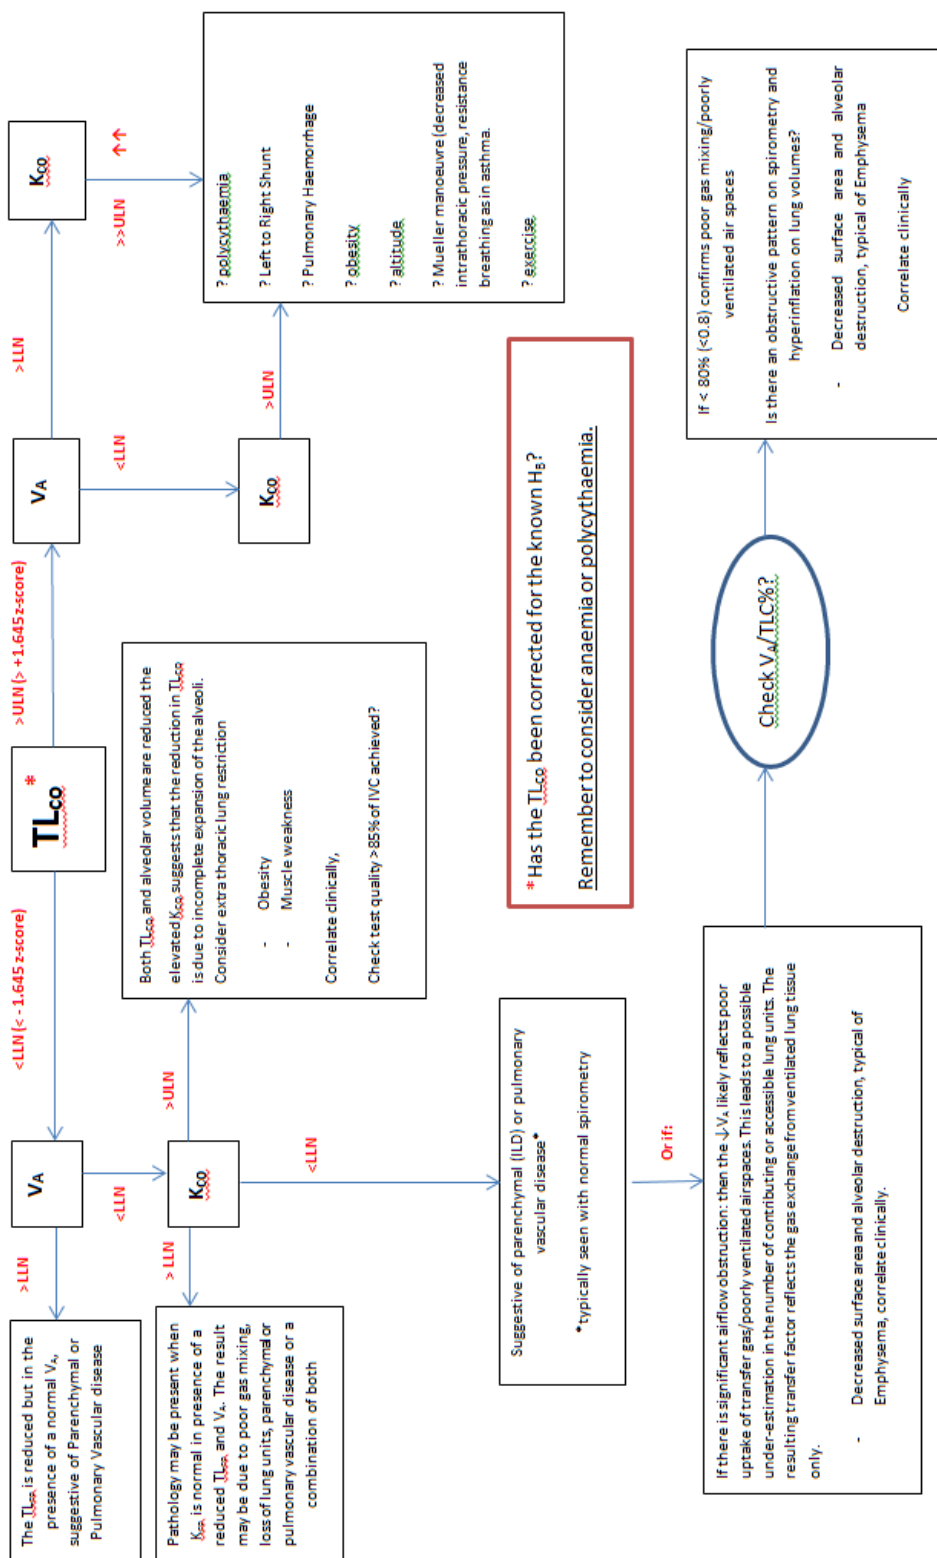 TLco*
<LLN (< -1.645 z-score)
>ULN (> +1.645 z-score)
VA
>LLN
<LLN
The TLco is reduced but in the
presence of a normal VA,
suggestive of Parenchymal or
Pulmonary Vascular disease
Kco
> LLN
>ULN
<LLN
Pathology may be present when
Kco is normal in presence of a
reduced TLco and VA. The result
may be due to poor gas mixing,
loss of lung units, parenchymal or
pulmonary vascular disease or a
combination of both
Both TLco and alveolar volume are reduced the
elevated Kco suggests that the reduction in TLco
is due to incomplete expansion of the alveoli.
Consider extra thoracic lung restriction
- Obesity
- Muscle weakness
Correlate clinically,
Check test quality >85% of IVC achieved?
VA
>LLN
<LLN
Kco
>>ULN ↑↑
Kco
>ULN
? polycythaemia
? Left to Right Shunt
? Pulmonary Haemorrhage
? obesity
? altitude
? Mueller manoeuvre (decreased
intrathoracic pressure, resistance
breathing as in asthma.
? exercise
Suggestive of parenchymal (ILD) or pulmonary
vascular disease*
*typically seen with normal spirometry
*Has the TLco been corrected for the known HB?
Remember to consider anaemia or polycythaemia.
Or if:
If there is significant airflow obstruction: then the ↓VA likely reflects poor
uptake of transfer gas/poorly ventilated airspaces. This leads to a possible
under-estimation in the number of contributing or accessible lung units. The
resulting transfer factor reflects the gas exchange from ventilated lung tissue
only.
- Decreased surface area and alveolar destruction, typical of
Emphysema, correlate clinically.
Check VA/TLC%?
If < 80% (<0.8) confirms poor gas mixing/poorly
ventilated air spaces
Is there an obstructive pattern on spirometry and
hyperinflation on lung volumes?
- Decreased surface area and alveolar
destruction, typical of Emphysema
Correlate clinically